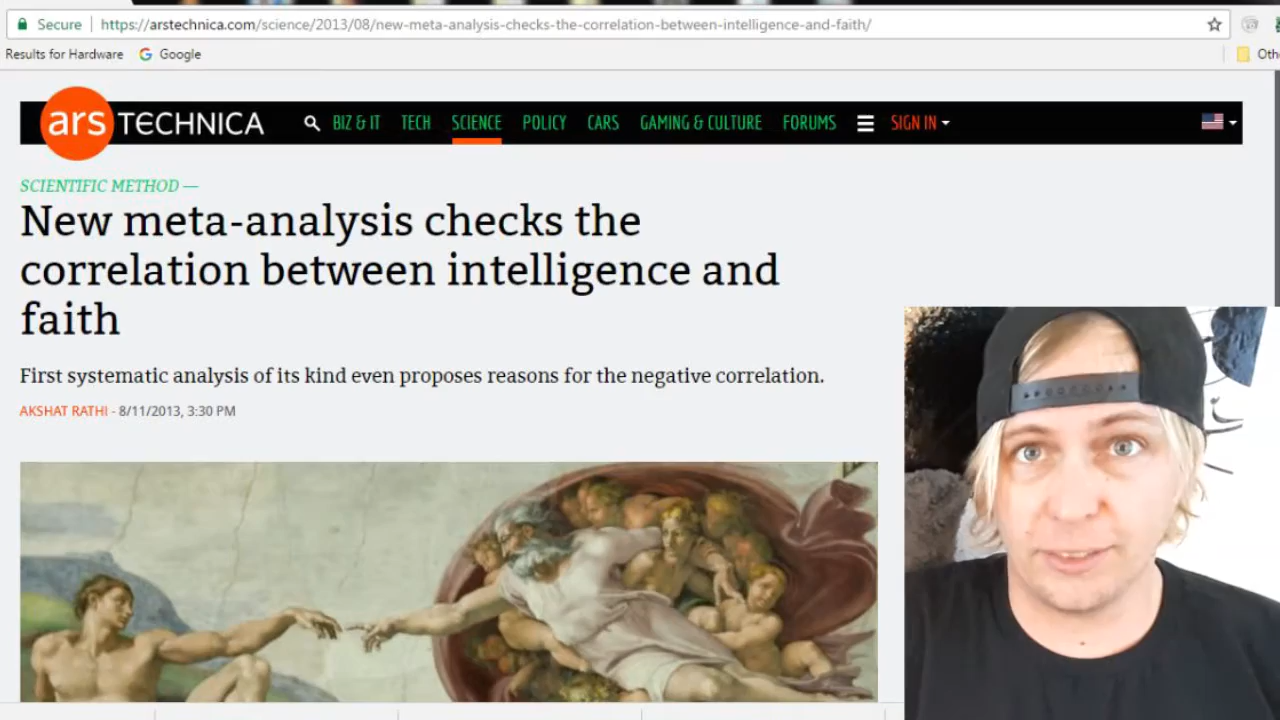 Secure | https://arstechnica.com/science/2013/08/new-meta-analysis-checks-the-correlation-between-intelligence-and-faith/
Results for Hardware Google
ars TECHNICA BIZ & IT TECH SCIENCE POLICY CARS GAMING & CULTURE FORUMS SIGN IN
SCIENTIFIC METHOD —
New meta-analysis checks the
correlation between intelligence and
faith
First systematic analysis of its kind even proposes reasons for the negative correlation.
AKSHAT RATHI - 8/11/2013, 3:30 PM